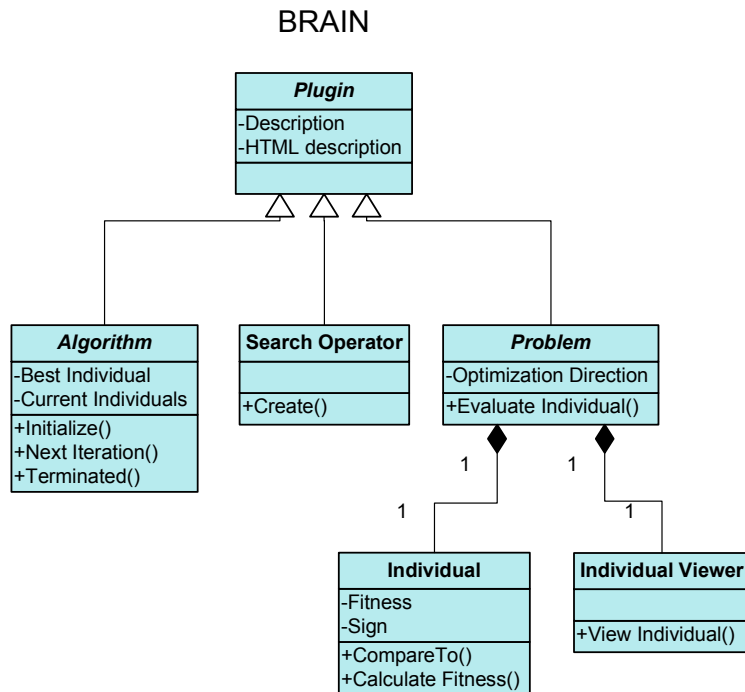 BRAIN
Plugin
-Description
-HTML description
Algorithm
-Best Individual
-Current Individuals
+Initialize()
+Next Iteration()
+Terminated()
Search Operator
+Create()
Problem
-Optimization Direction
+Evaluate Individual()
1
1
1
1
Individual
-Fitness
-Sign
+CompareTo()
+Calculate Fitness()
Individual Viewer
+View Individual()